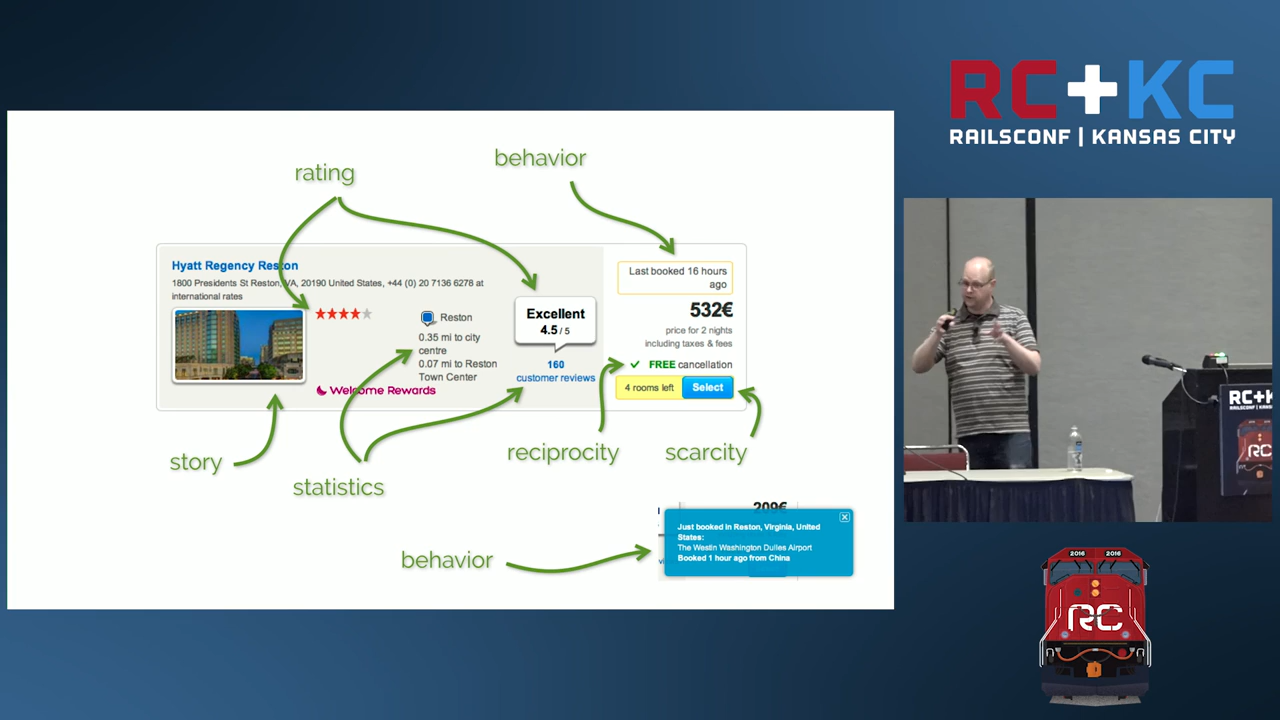 RC+KC
RAILSCONF | KANSAS CITY
rating
behavior
Hyatt Regency Reston
1800 Presidents St Reston, VA, 20190 United States, +44 (0) 20 7136 6278 at
international rates
Reston
0.35 mi to city
centre
0.07 mi to Reston
Town Center
Welcome Rewards
Excellent
4.5 / 5
160
customer reviews
Last booked 16 hours
ago
532€
price for 2 nights
including taxes & fees
FREE cancellation
4 rooms left
Select
story
statistics
reciprocity
scarcity
behavior
209€
Just booked in Reston, Virginia, United
States:
The Westin Washington Dulles Airport
Booked 1 hour ago from China
RC+K
RC
2016
2016
RC